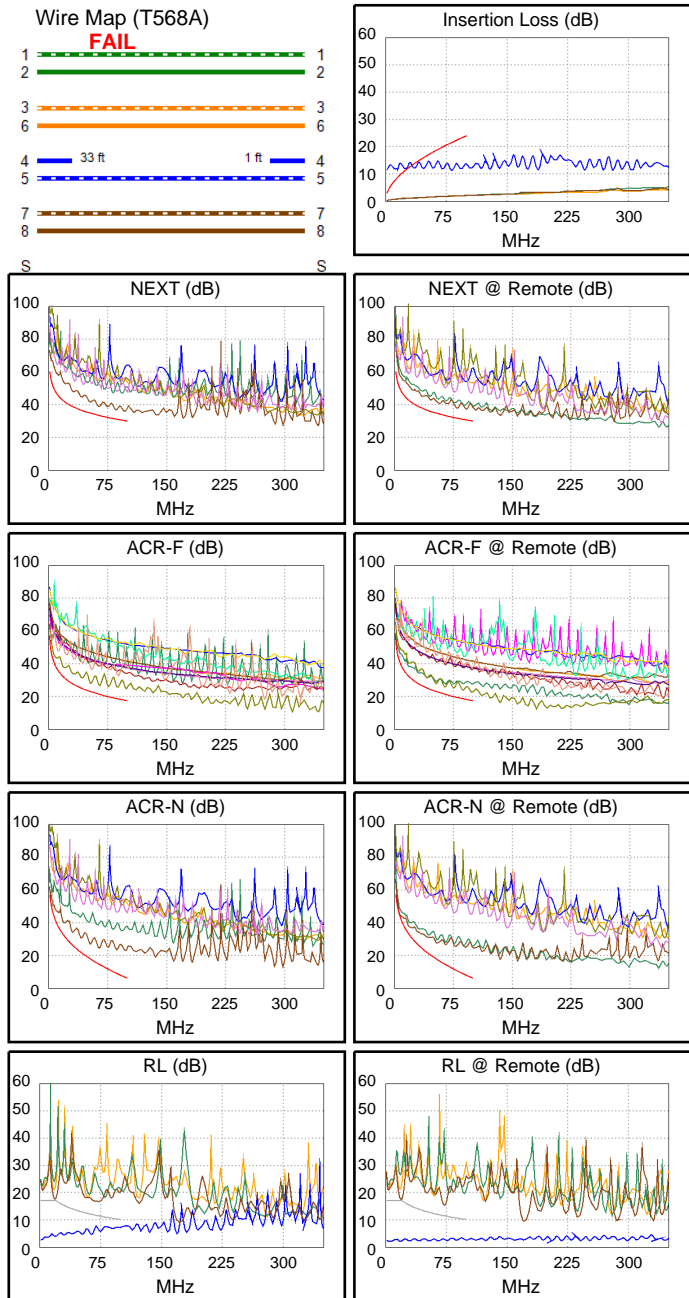 Wire Map (T568A)
FAIL
1 1
2 2
3 3
6 6
4 33 ft 1 ft 4
5 5
7 7
8 8
S S
Insertion Loss (dB)
60
50
40
30
20
10
0
0 75 150 225 300
MHz
NEXT (dB)
100
80
60
40
20
0
0 75 150 225 300
MHz
NEXT @ Remote (dB)
100
80
60
40
20
0
0 75 150 225 300
MHz
ACR-F (dB)
100
80
60
40
20
0
0 75 150 225 300
MHz
ACR-F @ Remote (dB)
100
80
60
40
20
0
0 75 150 225 300
MHz
ACR-N (dB)
100
80
60
40
20
0
0 75 150 225 300
MHz
ACR-N @ Remote (dB)
100
80
60
40
20
0
0 75 150 225 300
MHz
RL (dB)
60
50
40
30
20
10
0
0 75 150 225 300
MHz
RL @ Remote (dB)
60
50
40
30
20
10
0
0 75 150 225 300
MHz